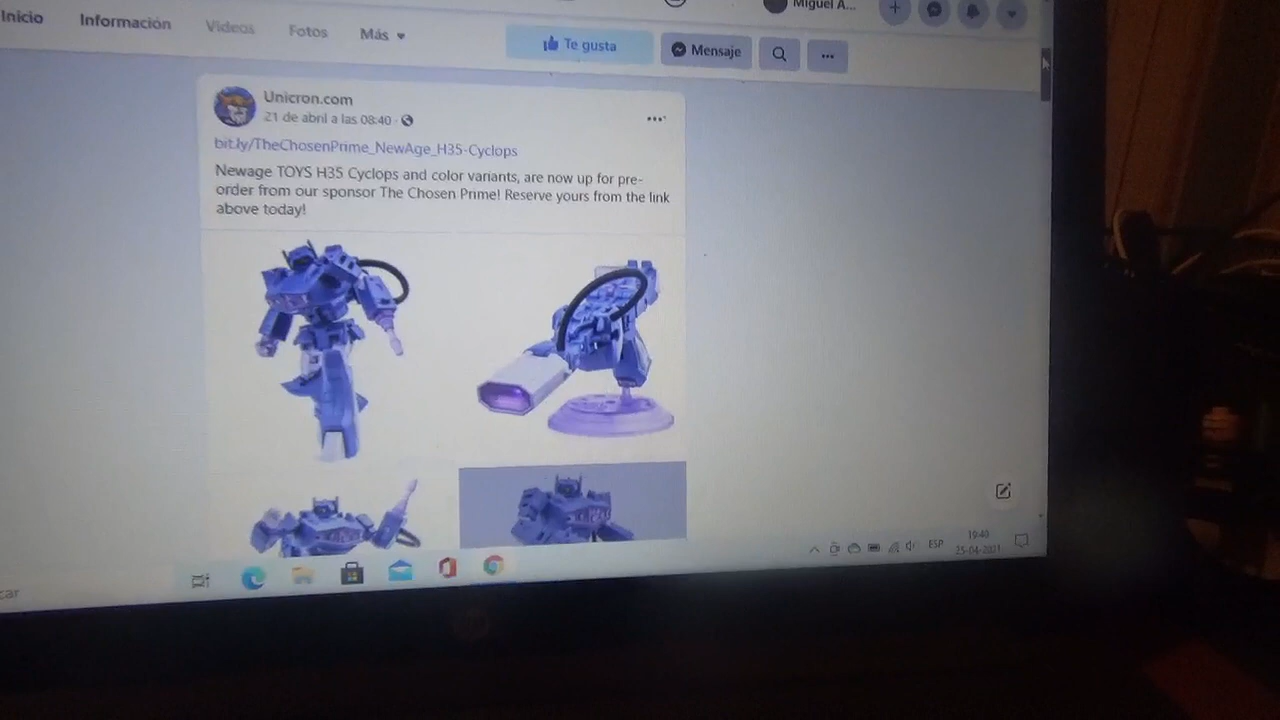 Miguel A...
Inicio Información Videos Fotos Más
Te gusta
Mensaje
Unicron.com
21 de abril a las 08:40
bit.ly/TheChosenPrime_NewAge_H35-Cyclops
Newage TOYS H35 Cyclops and color variants, are now up for pre-
order from our sponsor The Chosen Prime! Reserve yours from the link
above today!
ESP
19:40
25-04-2021
car